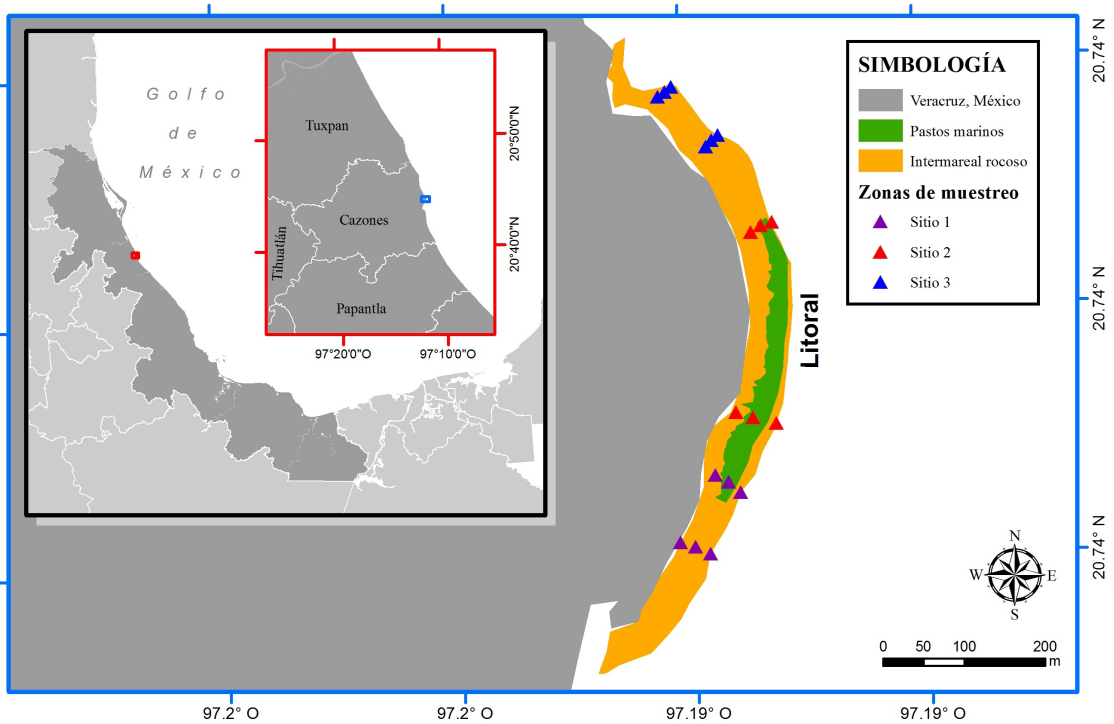 Golfo
de
México
Tuxpan
Cazones
Tihuatlán
Papantla
20°50'0"N
20°40'0"N
97°20'0"O
97°10'0"O
SIMBOLOGÍA
Veracruz, México
Pastos marinos
Intermareal rocoso
Zonas de muestreo
Sitio 1
Sitio 2
Sitio 3
Litoral
20.74° N
20.74° N
20.74° N
N
W
E
S
0 50 100 200
m
97.2° O
97.2° O
97.19° O
97.19° O